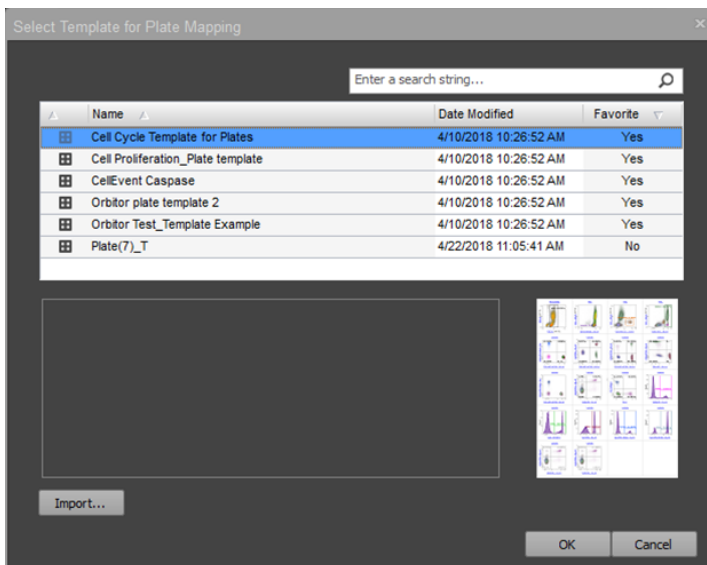 Select Template for Plate Mapping
Enter a search string...
Name Date Modified Favorite
Cell Cycle Template for Plates 4/10/2018 10:26:52 AM Yes
Cell Proliferation_Plate template 4/10/2018 10:26:52 AM Yes
CellEvent Caspase 4/10/2018 10:26:52 AM Yes
Orbitor plate template 2 4/10/2018 10:26:52 AM Yes
Orbitor Test_Template Example 4/10/2018 10:26:52 AM Yes
Plate(7)_T 4/22/2018 11:05:41 AM No
Import...
OK Cancel